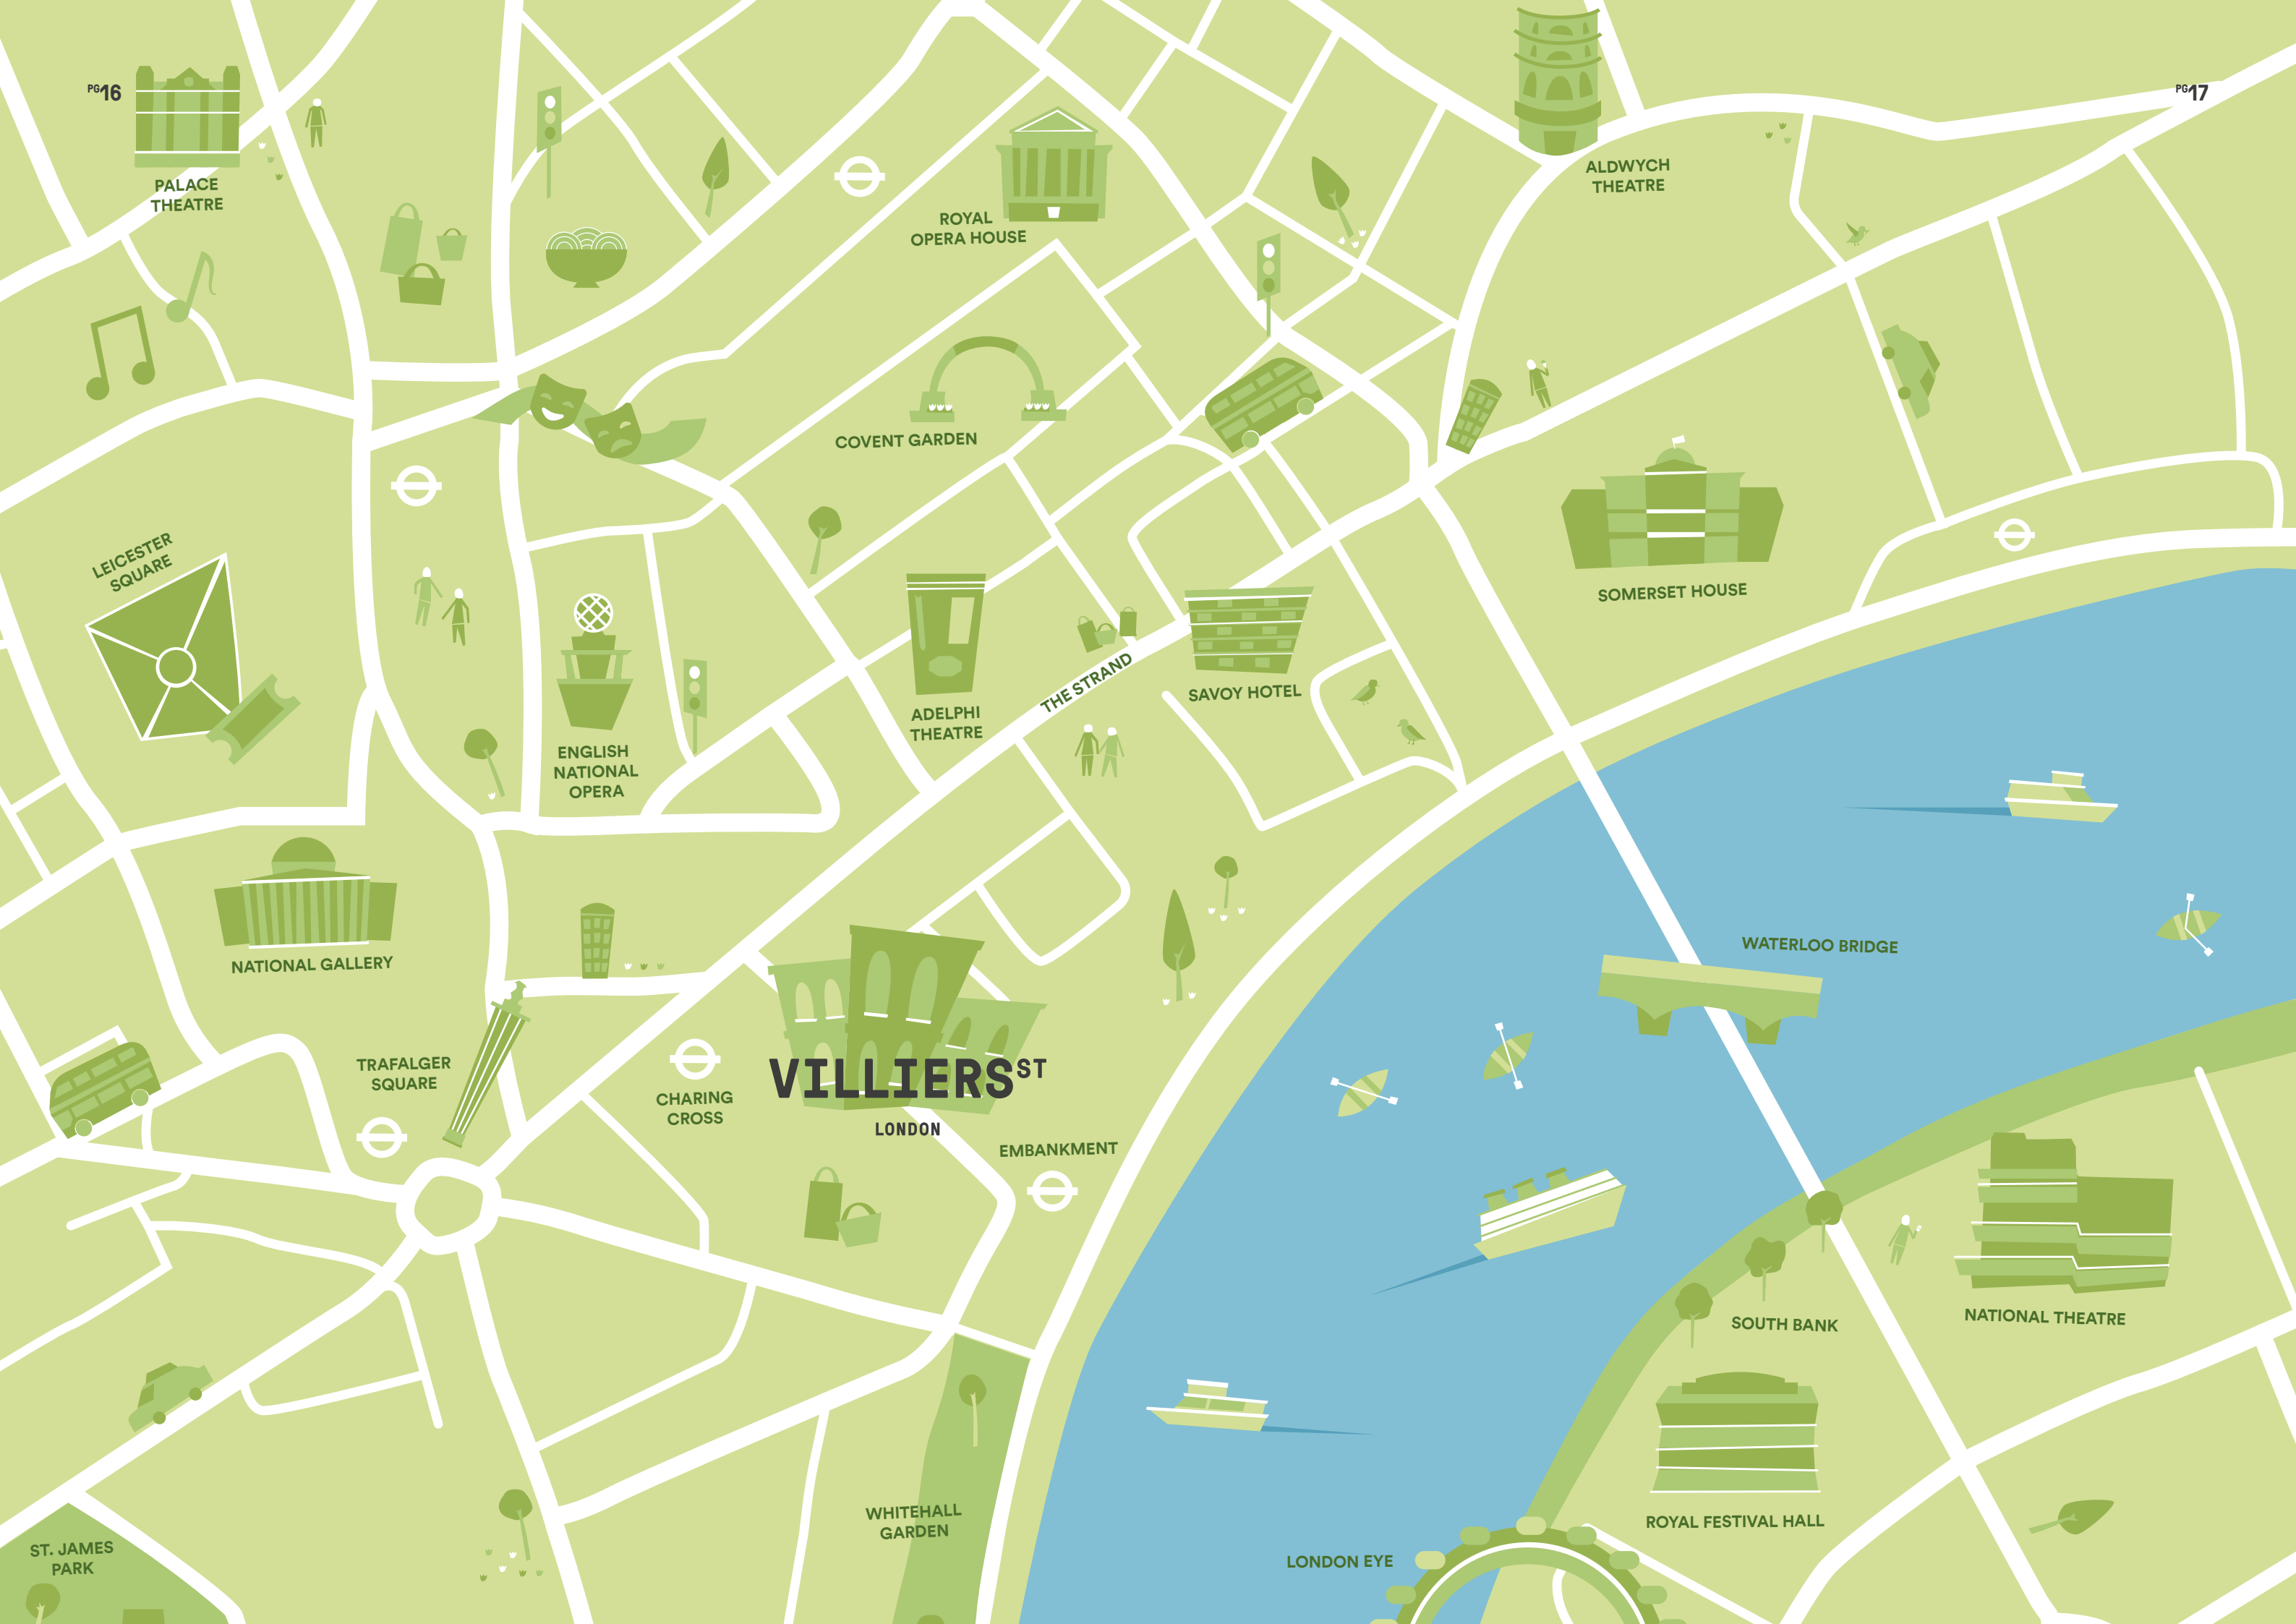 PG16
PG17
PALACE
THEATRE
ALDWYCH
THEATRE
ROYAL
OPERA HOUSE
COVENT GARDEN
LEICESTER
SQUARE
SOMERSET HOUSE
THE STRAND
SAVOY HOTEL
ADELPHI
THEATRE
ENGLISH
NATIONAL
OPERA
NATIONAL GALLERY
WATERLOO BRIDGE
TRAFALGER
SQUARE
CHARING
CROSS
VILLIERS ST
LONDON
EMBANKMENT
SOUTH BANK
NATIONAL THEATRE
WHITEHALL
GARDEN
ROYAL FESTIVAL HALL
ST. JAMES
PARK
LONDON EYE